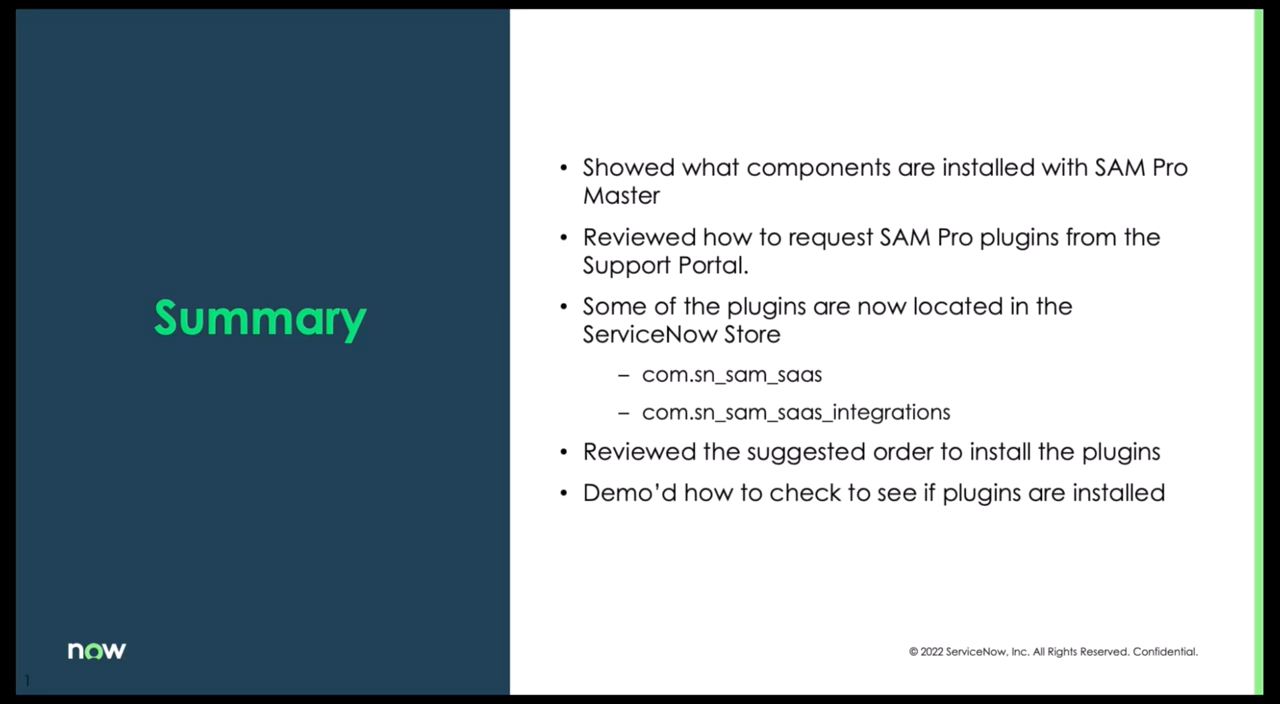 Summary
• Showed what components are installed with SAM Pro
Master
• Reviewed how to request SAM Pro plugins from the
Support Portal.
• Some of the plugins are now located in the
ServiceNow Store
– com.sn_sam_saas
– com.sn_sam_saas_integrations
• Reviewed the suggested order to install the plugins
• Demo’d how to check to see if plugins are installed
now
© 2022 ServiceNow, Inc. All Rights Reserved. Confidential.
1